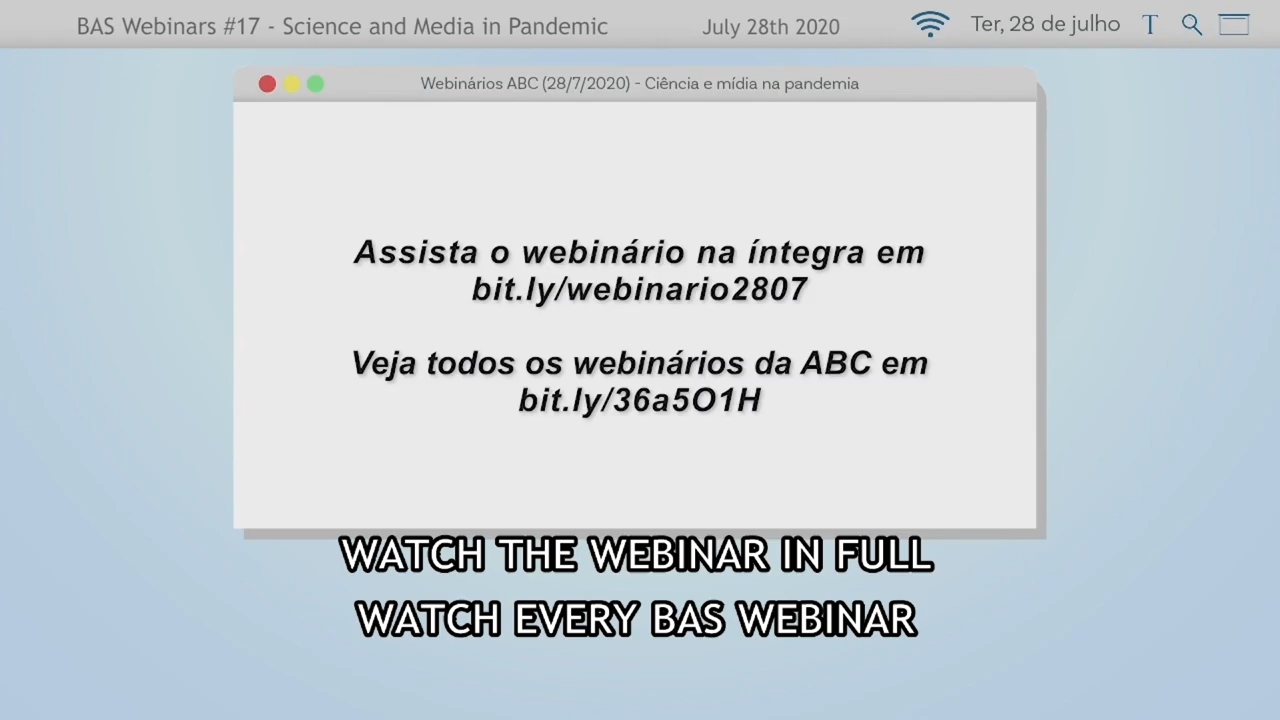 BAS Webinars #17 - Science and Media in Pandemic
July 28th 2020
Ter, 28 de julho
T
Webinários ABC (28/7/2020) - Ciência e mídia na pandemia
Assista o webinário na íntegra em
bit.ly/webinario2807
Veja todos os webinários da ABC em
bit.ly/36a5O1H
WATCH THE WEBINAR IN FULL
WATCH EVERY BAS WEBINAR